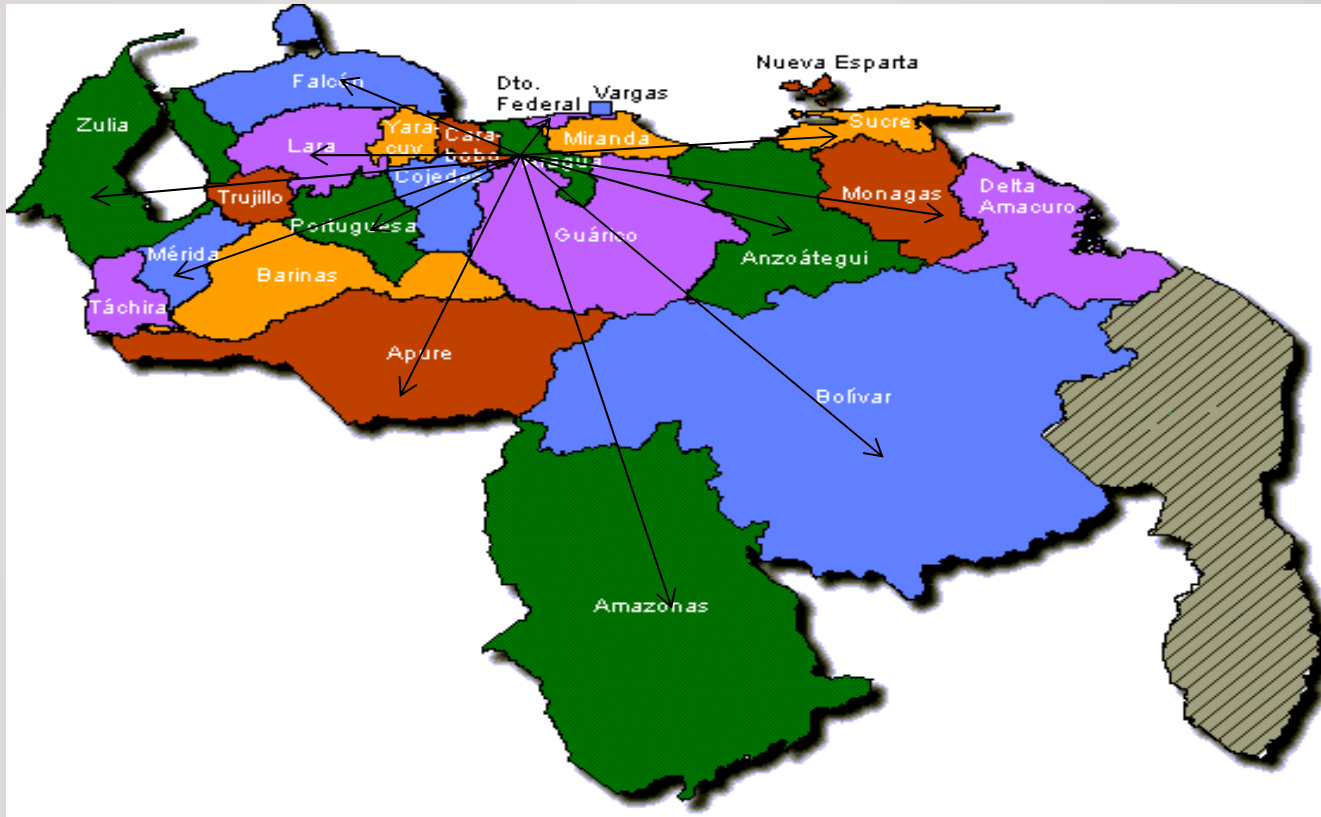 Nueva Esparta
Falcón
Dto.
Federal
Vargas
Zulia
Sucre
Yara-
cuy
Cara-
bobo
Miranda
Lara
Cojedes
Trujillo
Monagas
Delta
Amacuro
Portuguesa
Guárico
Mérida
Anzoátegui
Barinas
Táchira
Apure
Bolívar
Amazonas